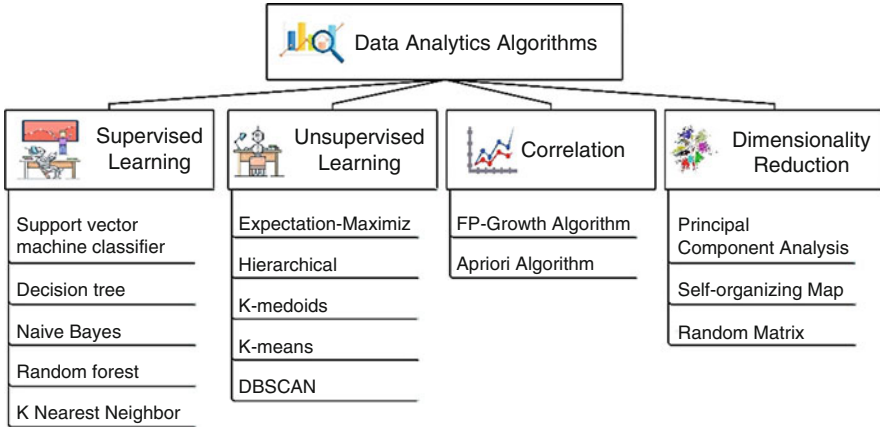 Data Analytics Algorithms
Supervised
Learning
Support vector
machine classifier
Decision tree
Naive Bayes
Random forest
K Nearest Neighbor
Unsupervised
Learning
Expectation-Maximiz
Hierarchical
K-medoids
K-means
DBSCAN
Correlation
FP-Growth Algorithm
Apriori Algorithm
Dimensionality
Reduction
Principal
Component Analysis
Self-organizing Map
Random Matrix